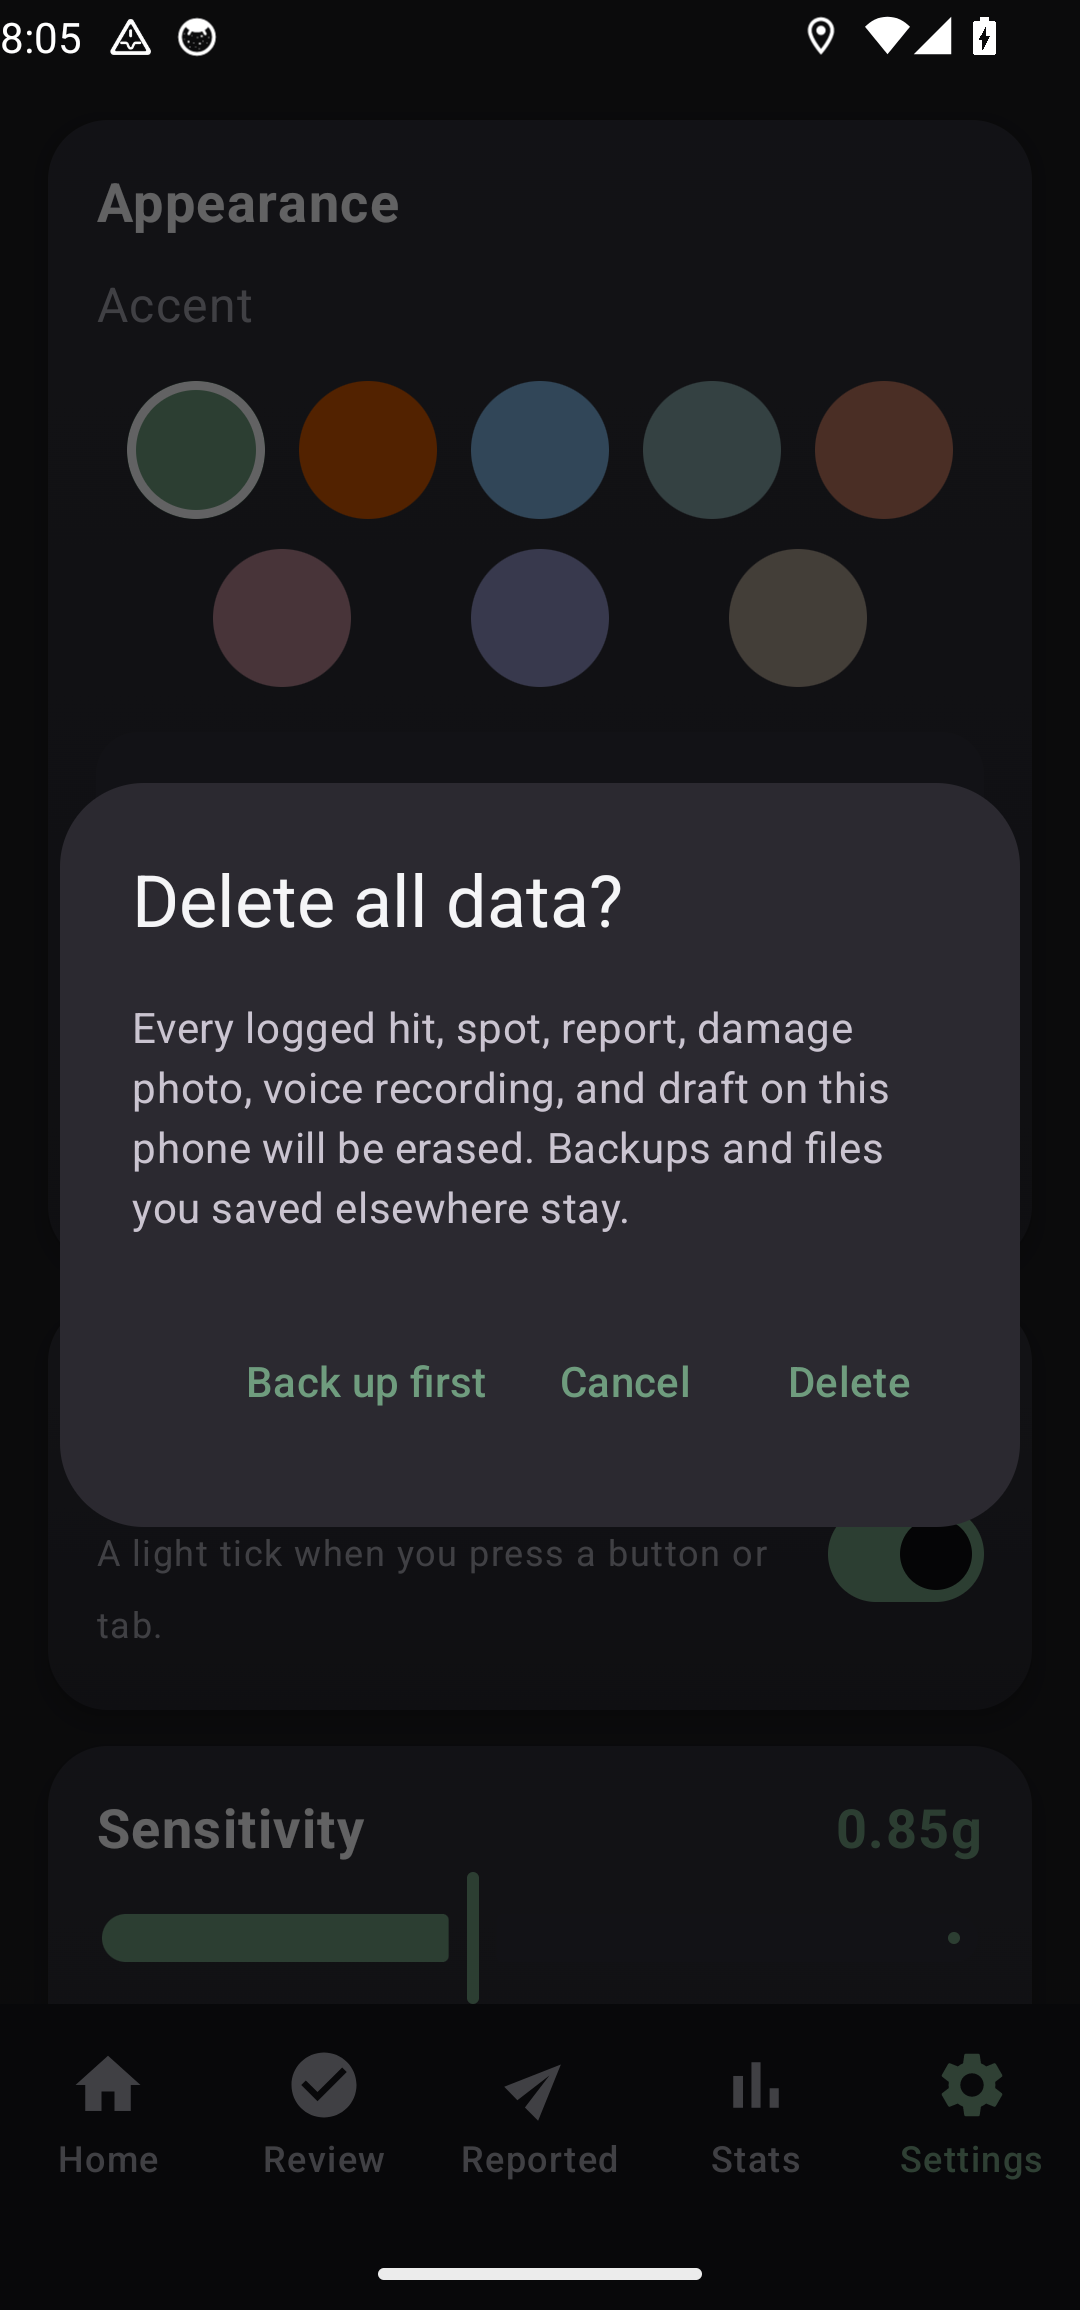 8:05
Appearance
Accent
Delete all data?
Every logged hit, spot, report, damage
photo, voice recording, and draft on this
phone will be erased. Backups and files
you saved elsewhere stay.
Back up first Cancel Delete
A light tick when you press a button or
tab.
Sensitivity 0.85g
Home Review Reported Stats Settings